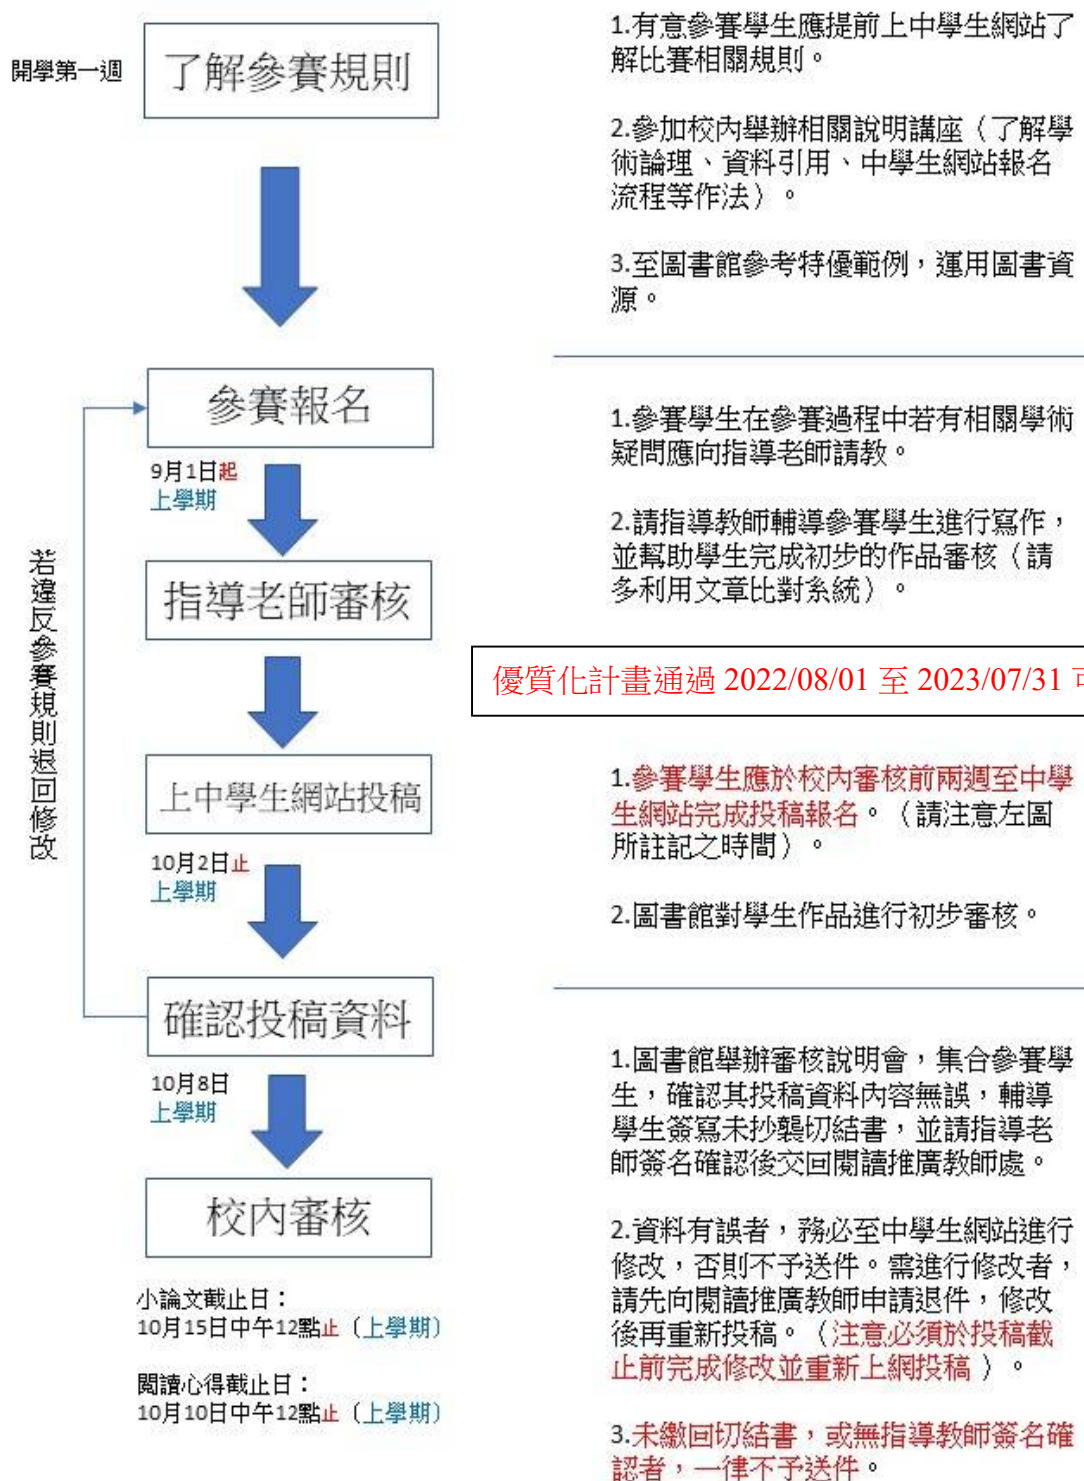 開學第一週
了解參賽規則
1.有意參賽學生應提前上中學生網站了
解比賽相關規則。
2.參加校內舉辦相關說明講座（了解學
術論理、資料引用、中學生網站報名
流程等作法）。
3.至圖書館參考特優範例，運用圖書資
源。
參賽報名
9月1日起
上學期
1.參賽學生在參賽過程中若有相關學術
疑問應向指導老師請教。
2.請指導教師輔導參賽學生進行寫作，
並幫助學生完成初步的作品審核（請
多利用文章比對系統）。
指導老師審核
若違反參賽規則退回修改
優質化計畫通過 2022/08/01 至 2023/07/31
上中學生網站投稿
10月2日止
上學期
1.參賽學生應於校內審核前兩週至中學
生網站完成投稿報名。（請注意左圖
所註記之時間）。
2.圖書館對學生作品進行初步審核。
確認投稿資料
10月8日
上學期
1.圖書館舉辦審核說明會，集合參賽學
生，確認其投稿資料內容無誤，輔導
學生簽寫未抄襲切結書，並請指導老
師簽名確認後交回閱讀推廣教師處。
校內審核
2.資料有誤者，務必至中學生網站進行
修改，否則不予送件。需進行修改者，
請先向閱讀推廣教師申請退件，修改
後再重新投稿。（注意必須於投稿截
止前完成修改並重新上網投稿）。
小論文截止日：
10月15日中午12點止（上學期）
閱讀心得截止日：
10月10日中午12點止（上學期）
3.未繳回切結書，或無指導教師簽名確
認者，一律不予送件。